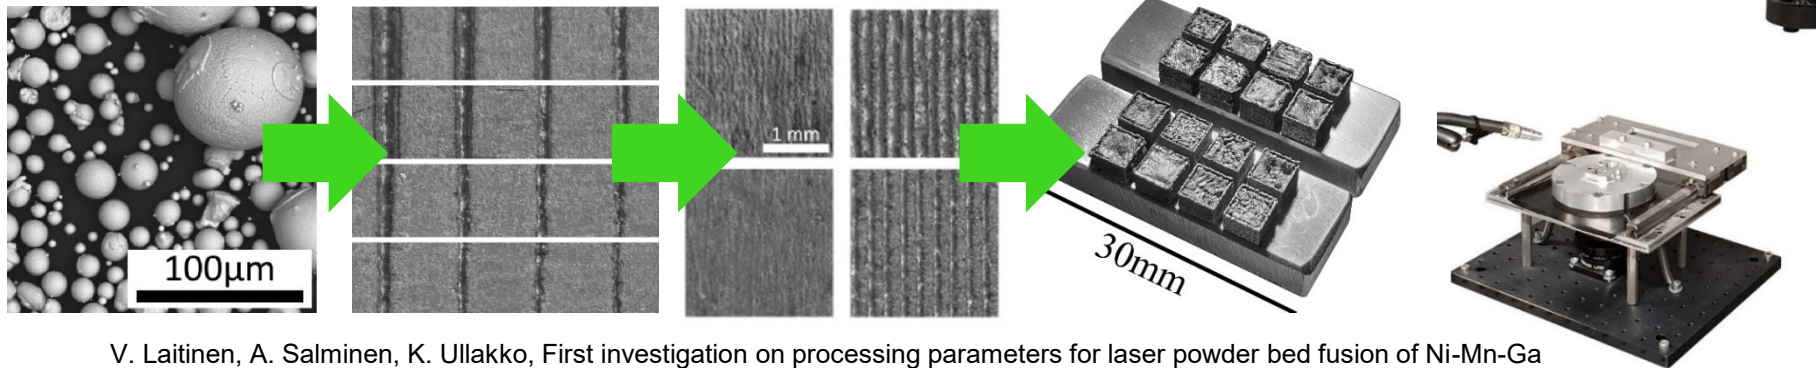 100µm
1 mm
30mm
V. Laitinen, A. Salminen, K. Ullakko, First investigation on processing parameters for laser powder bed fusion of Ni-Mn-Ga